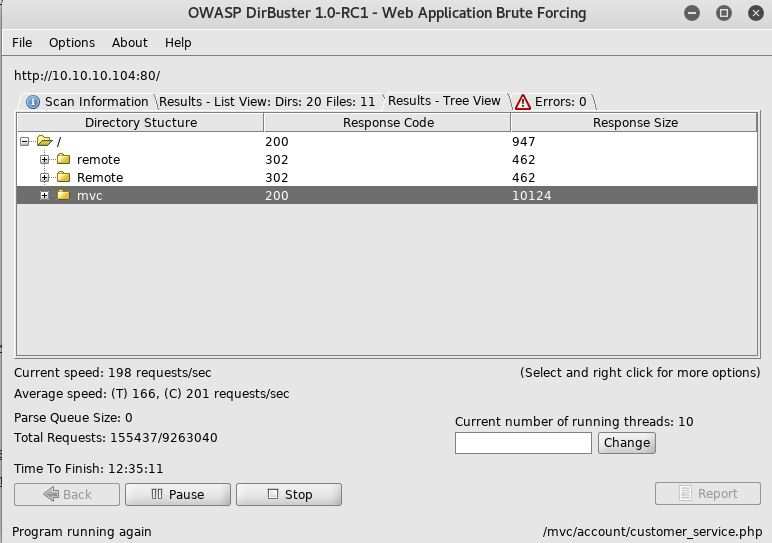 OWASP DirBuster 1.0-RC1 - Web Application Brute Forcing
File Options About Help
http://10.10.10.104:80/
Scan Information Results - List View: Dirs: 20 Files: 11 Results - Tree View Errors: 0
Directory Stucture Response Code Response Size
/ 200 947
remote 302 462
Remote 302 462
mvc 200 10124
Current speed: 198 requests/sec (Select and right click for more options)
Average speed: (T) 166, (C) 201 requests/sec
Parse Queue Size: 0
Current number of running threads: 10
Total Requests: 155437/9263040
Change
Time To Finish: 12:35:11
Back Pause Stop Report
Program running again /mvc/account/customer_service.php